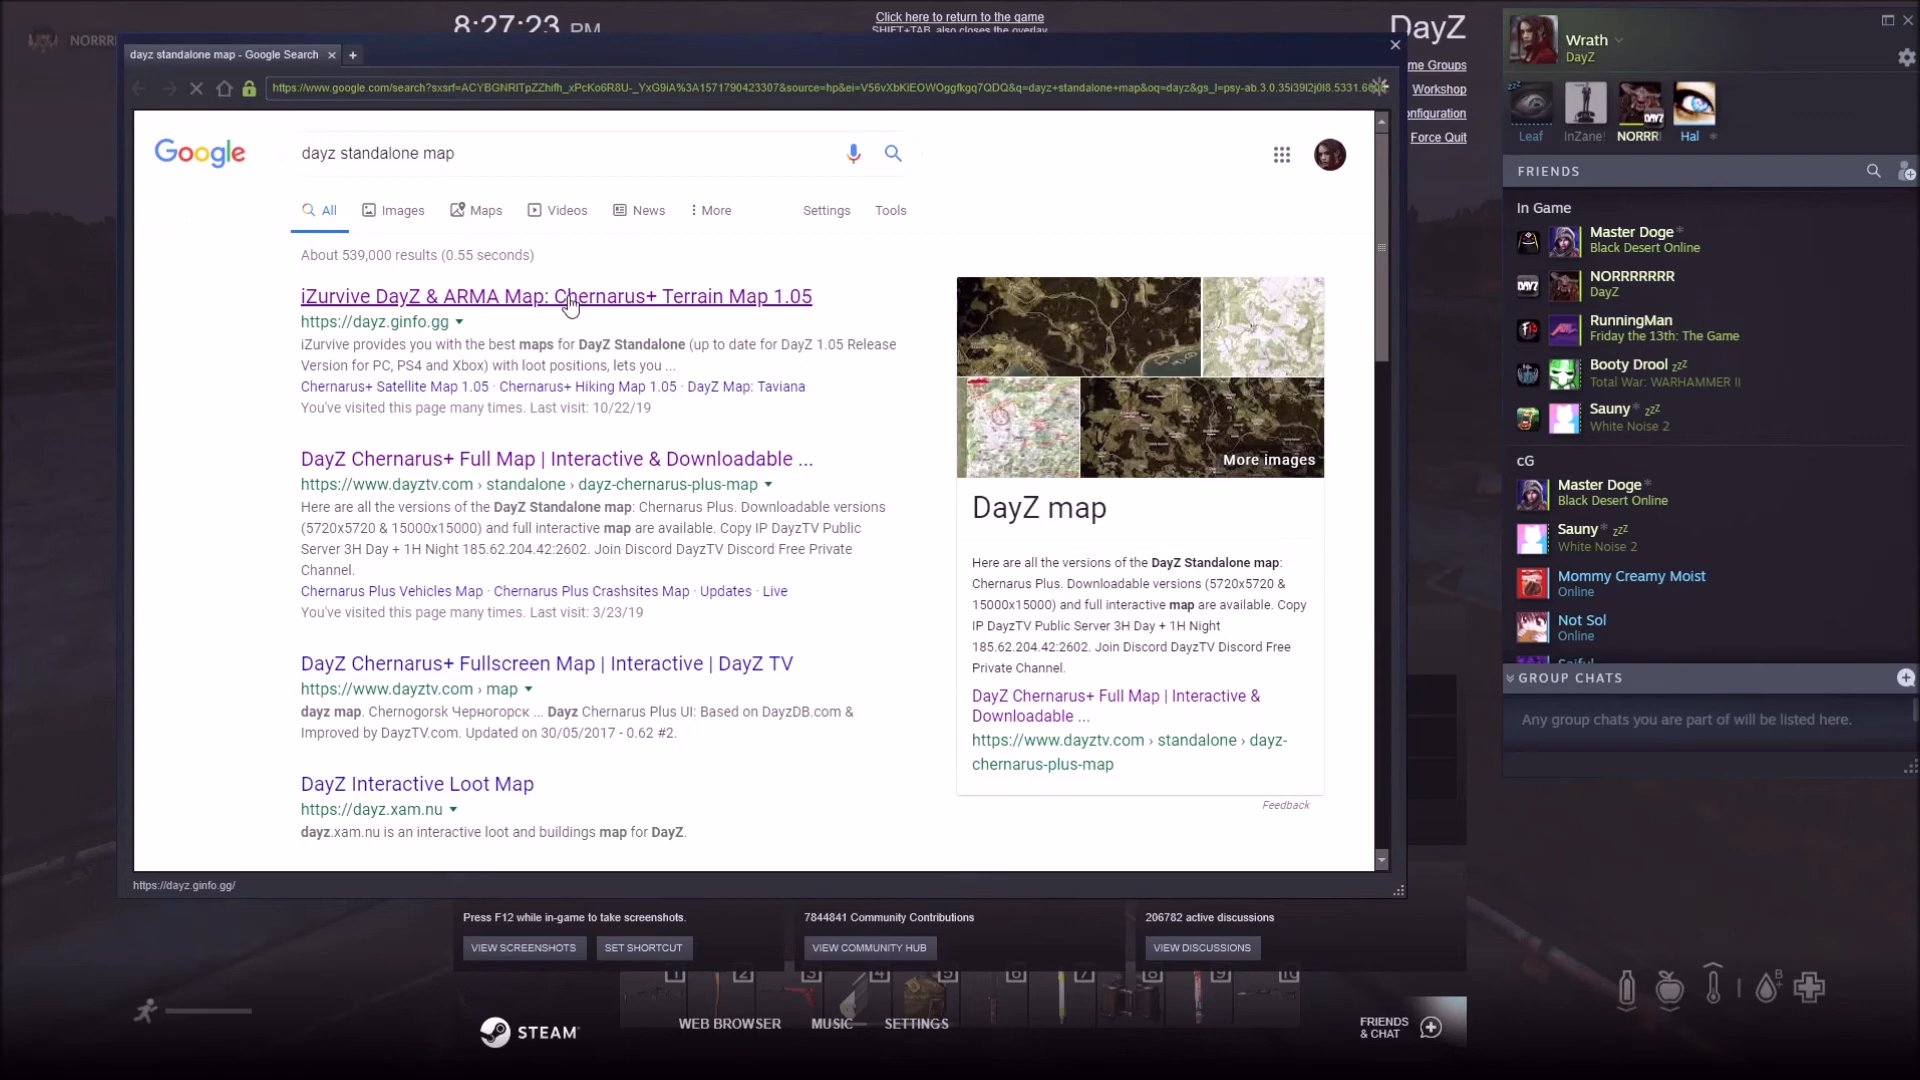 8:27:23 PM
Click here to return to the game
SHIFT+TAB also closes the overlay
DayZ
dayz standalone map - Google Search
me Groups
Workshop
onfiguration
Force Quit
Google
dayz standalone map
All
Images
Maps
Videos
News
More
Settings
Tools
About 539,000 results (0.55 seconds)
iZurvive DayZ & ARMA Map: Chernarus+ Terrain Map 1.05
https://dayz.ginfo.gg
iZurvive provides you with the best maps for DayZ Standalone (up to date for DayZ 1.05 Release
Version for PC, PS4 and Xbox) with loot positions, lets you ...
Chernarus+ Satellite Map 1.05 · Chernarus+ Hiking Map 1.05 · DayZ Map: Taviana
You've visited this page many times. Last visit: 10/22/19
DayZ Chernarus+ Full Map | Interactive & Downloadable ...
https://www.dayztv.com › standalone › dayz-chernarus-plus-map
Here are all the versions of the DayZ Standalone map: Chernarus Plus. Downloadable versions
(5720x5720 & 15000x15000) and full interactive map are available. Copy IP DayzTV Public
Server 3H Day + 1H Night 185.62.204.42:2602. Join Discord DayzTV Discord Free Private
Channel.
Chernarus Plus Vehicles Map · Chernarus Plus Crashsites Map · Updates · Live
You've visited this page many times. Last visit: 3/23/19
DayZ Chernarus+ Fullscreen Map | Interactive | DayZ TV
https://www.dayztv.com › map
dayz map. Chernogorsk Черногорск ... Dayz Chernarus Plus UI: Based on DayzDB.com &
Improved by DayzTV.com. Updated on 30/05/2017 - 0.62 #2.
DayZ Interactive Loot Map
https://dayz.xam.nu
dayz.xam.nu is an interactive loot and buildings map for DayZ.
More images
DayZ map
Here are all the versions of the DayZ Standalone map:
Chernarus Plus. Downloadable versions (5720x5720 &
15000x15000) and full interactive map are available. Copy
IP DayzTV Public Server 3H Day + 1H Night
185.62.204.42:2602. Join Discord DayzTV Discord Free
Private Channel.
DayZ Chernarus+ Full Map | Interactive &
Downloadable ...
https://www.dayztv.com › standalone › dayz-
chernarus-plus-map
Feedback
https://dayz.ginfo.gg/
Press F12 while in-game to take screenshots.
VIEW SCREENSHOTS
SET SHORTCUT
7844841 Community Contributions
VIEW COMMUNITY HUB
206782 active discussions
VIEW DISCUSSIONS
1 2 3 4 5 6 7 8 9 10
STEAM
WEB BROWSER
MUSIC
SETTINGS
FRIENDS
& CHAT
Wrath
DayZ
Leaf
InZane
NORRR
Hal
FRIENDS
In Game
Master Doge
Black Desert Online
NORRRRRRR
DayZ
RunningMan
Friday the 13th: The Game
Booty Drool zzz
Total War: WARHAMMER II
Sauny zzz
White Noise 2
cG
Master Doge
Black Desert Online
Sauny zzz
White Noise 2
Mommy Creamy Moist
Online
Not Sol
Online
GROUP CHATS
Any group chats you are part of will be listed here.